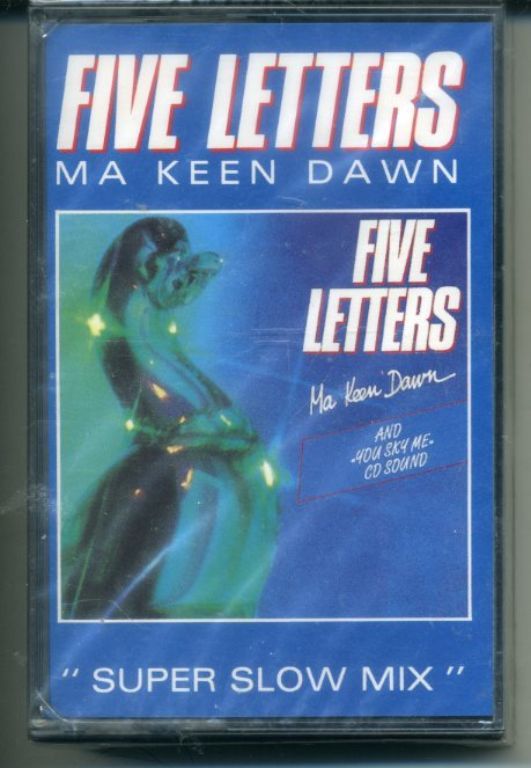 FIVE LETTERS
MA KEEN DAWN
FIVE
LETTERS
Ma Keen Dawn
AND
-YOU SKY ME-
CD SOUND
" SUPER SLOW MIX "